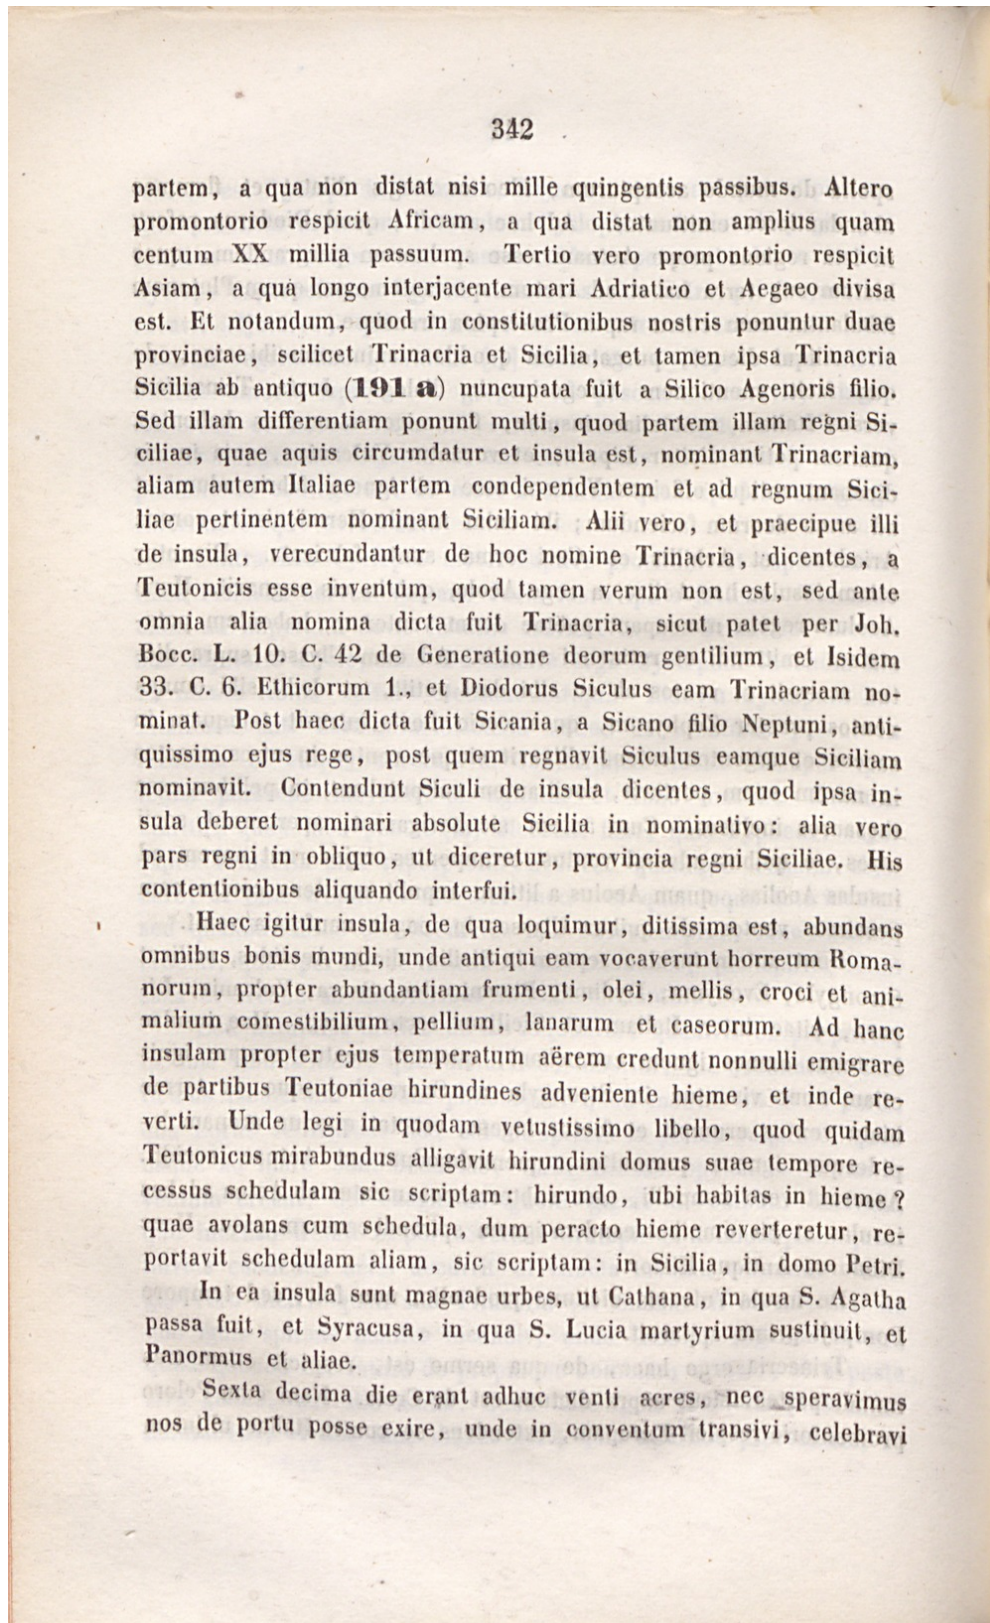 342
partem, a qua non distat nisi mille quingentis passibus. Altero
promontorio respicit Africam, a qua distat non amplius quam
centum XX millia passuum. Tertio vero promontorio respicit
Asiam, a qua longo interjacente mari Adriatico et Aegaeo divisa
est. Et notandum, quod in constitutionibus nostris ponuntur duae
provinciae, scilicet Trinacria et Sicilia, et tamen ipsa Trinacria
Sicilia ab antiquo (191 a) nuncupata fuit a Silico Agenoris filio.
Sed illam differentiam ponunt multi, quod partem illam regni Si-
ciliae, quae aquis circumdatur et insula est, nominant Trinacriam,
aliam autem Italiae partem condependentem et ad regnum Sici-
liae pertinentem nominant Siciliam. Alii vero, et praecipue illi
de insula, verecundantur de hoc nomine Trinacria, dicentes, a
Teutonicis esse inventum, quod tamen verum non est, sed ante
omnia alia nomina dicta fuit Trinacria, sicut patet per Joh.
Bocc. L. 10. C. 42 de Generatione deorum gentilium, et Isidem
33. C. 6. Ethicorum 1., et Diodorus Siculus eam Trinacriam no-
minat. Post haec dicta fuit Sicania, a Sicano filio Neptuni, anti-
quissimo ejus rege, post quem regnavit Siculus eamque Siciliam
nominavit. Contendunt Siculi de insula dicentes, quod ipsa in-
sula deberet nominari absolute Sicilia in nominativo: alia vero
pars regni in obliquo, ut diceretur, provincia regni Siciliae. His
contentionibus aliquando interfui.
Haec igitur insula, de qua loquimur, ditissima est, abundans
omnibus bonis mundi, unde antiqui eam vocaverunt horreum Roma-
norum, propter abundantiam frumenti, olei, mellis, croci et ani-
malium comestibilium, pellium, lanarum et caseorum. Ad hanc
insulam propter ejus temperatum aërem credunt nonnulli emigrare
de partibus Teutoniae hirundines adveniente hieme, et inde re-
verti. Unde legi in quodam vetustissimo libello, quod quidam
Teutonicus mirabundus alligavit hirundini domus suae tempore re-
cessus schedulam sic scriptam: hirundo, ubi habitas in hieme?
quae avolans cum schedula, dum peracto hieme reverteretur, re-
portavit schedulam aliam, sic scriptam: in Sicilia, in domo Petri.
In ea insula sunt magnae urbes, ut Cathana, in qua S. Agatha
passa fuit, et Syracusa, in qua S. Lucia martyrium sustinuit, et
Panormus et aliae.
Sexta decima die erant adhuc venti acres, nec speravimus
nos de portu posse exire, unde in conventum transivi, celebravi